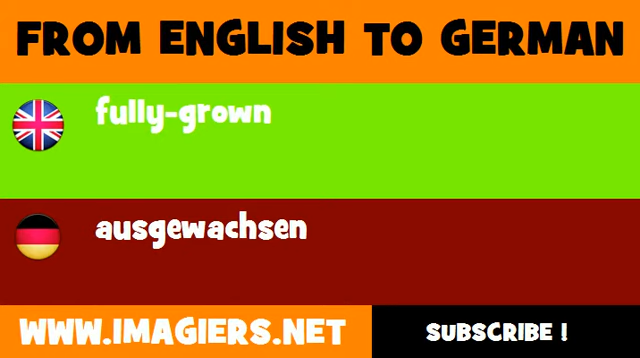 FROM ENGLISH TO GERMAN
fully-grown
ausgewachsen
WWW.IMAGIERS.NET
SUBSCRIBE !